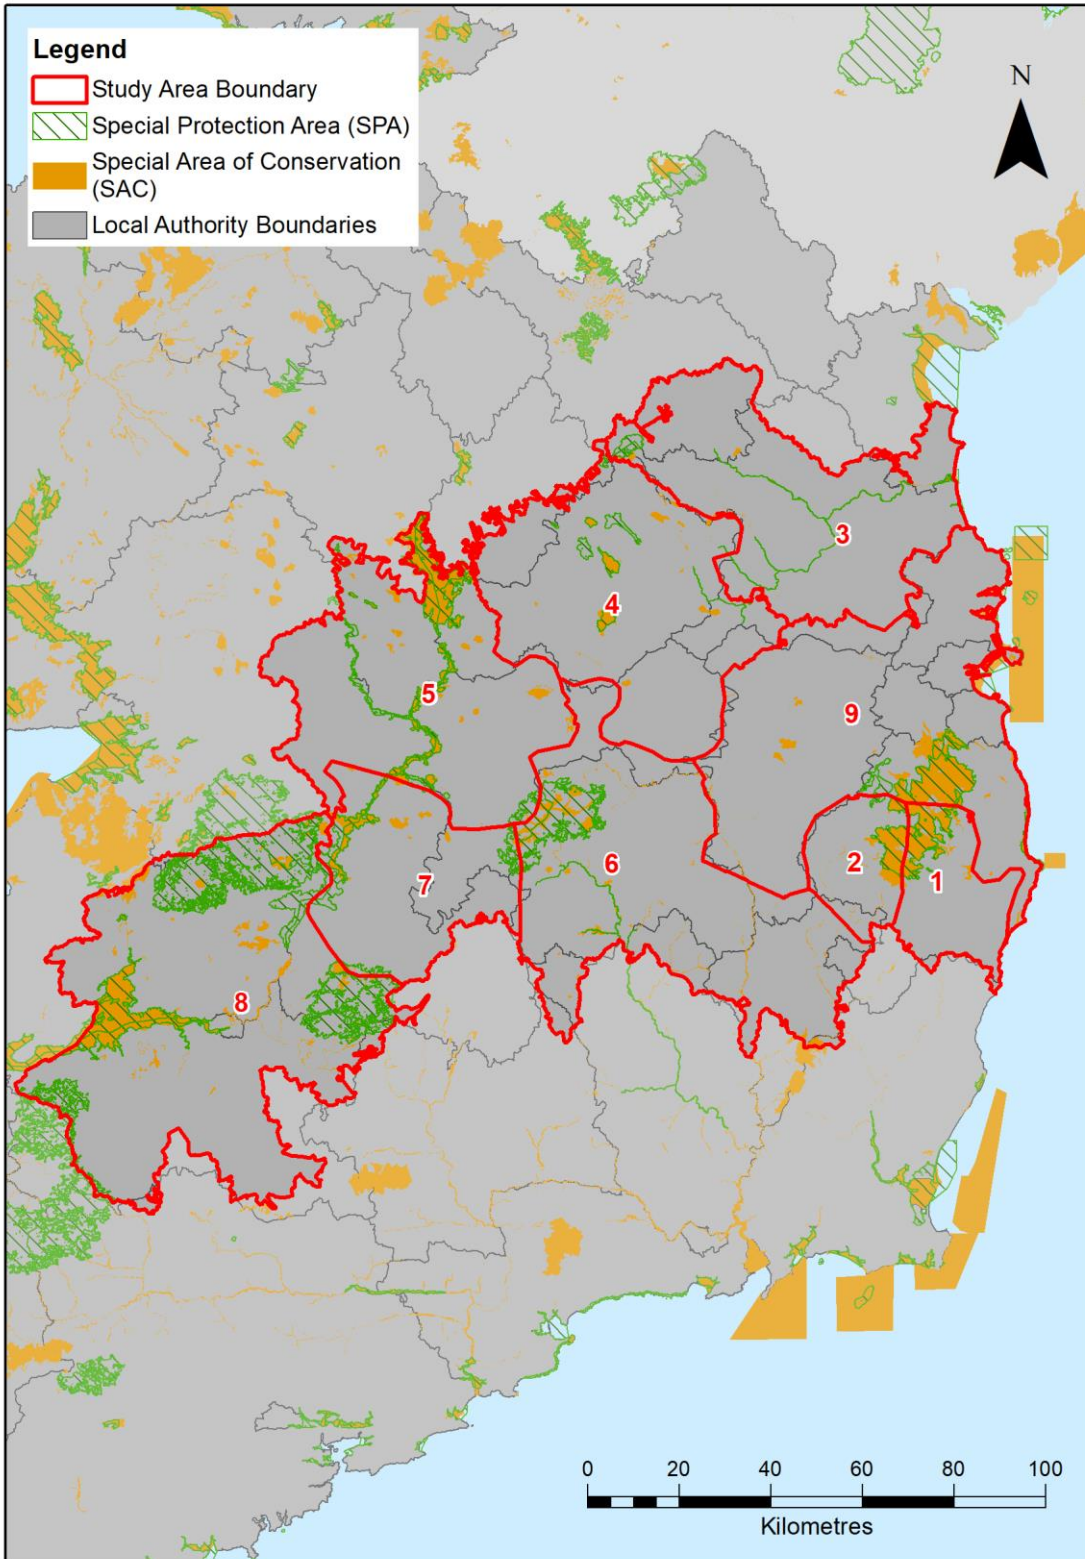 Legend
Study Area Boundary
Special Protection Area (SPA)
Special Area of Conservation
(SAC)
Local Authority Boundaries
N
3
4
5
9
2
1
6
7
8
0 20 40 60 80 100
Kilometres